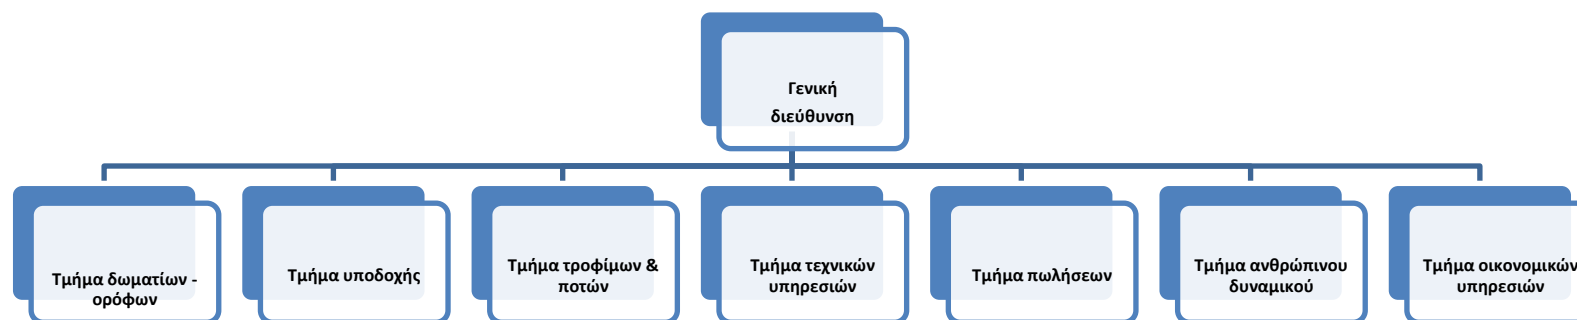 Γενική
διεύθυνση
Τμήμα δωματίων -
ορόφων
Τμήμα υποδοχής
Τμήμα τροφίμων &
ποτών
Τμήμα τεχνικών
υπηρεσιών
Τμήμα πωλήσεων
Τμήμα ανθρώπινου
δυναμικού
Τμήμα οικονομικών
υπηρεσιών